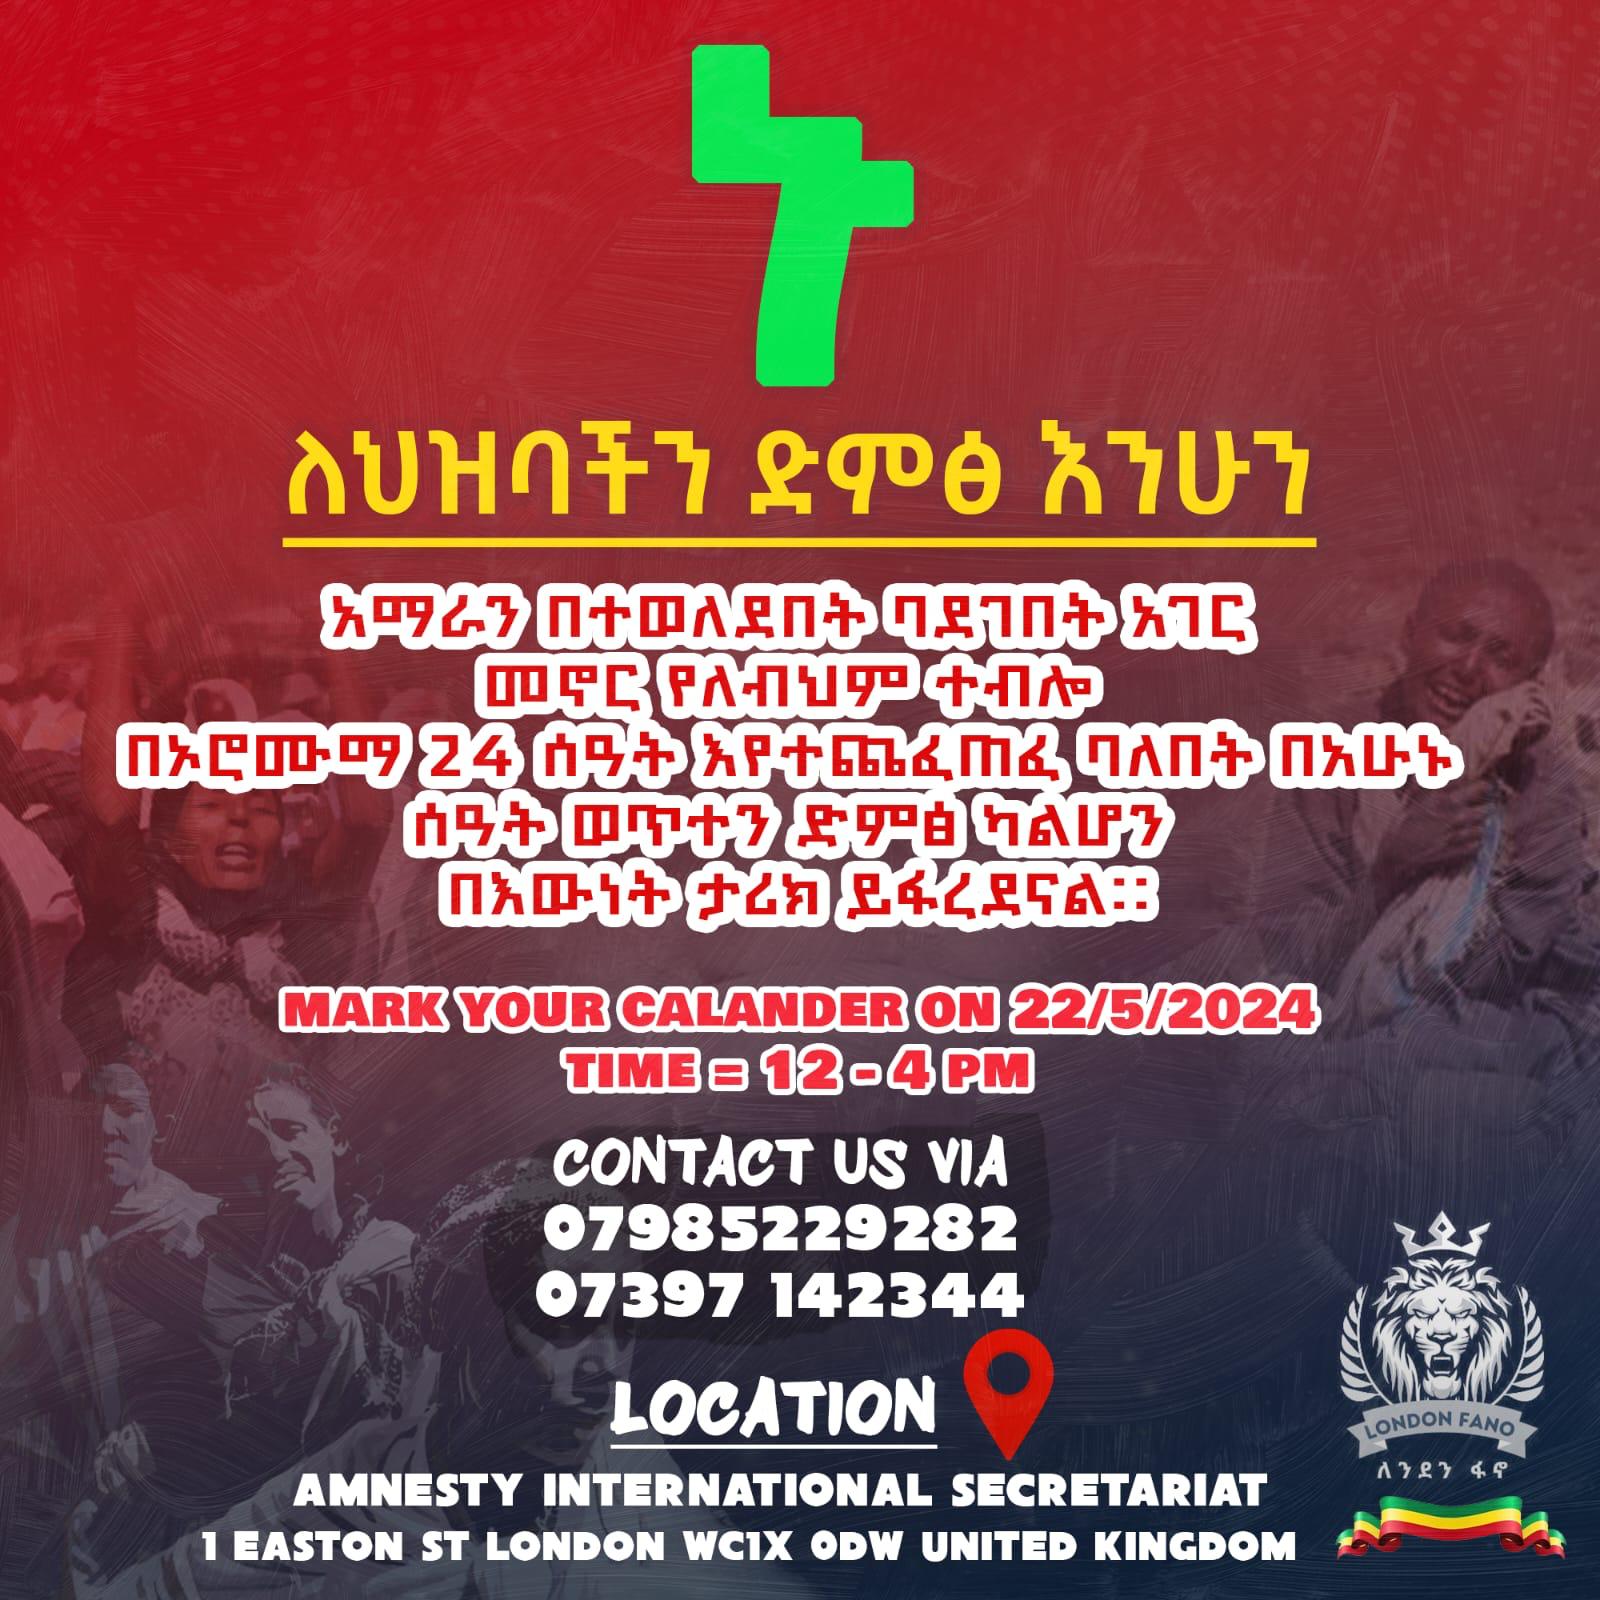 ኑ
ለህዝባችን ድምፅ እንሁን
አማራን በተወለደበት ባደገበት አገር
መኖር የለብህም ተብሎ
በኦሮሙማ 24 ሰዓት እየተጨፈጠፈ ባለበት በአሁኑ
ሰዓት ወጥተን ድምፅ ካልሆን
በእውነት ታሪክ ይፋረደናል።
MARK YOUR CALANDER ON 22/5/2024
TIME = 12 - 4 PM
CONTACT US VIA
07985229282
07397 142344
LOCATION
AMNESTY INTERNATIONAL SECRETARIAT
1 EASTON ST LONDON WC1X 0DW UNITED KINGDOM
LONDON FANO
ለንደን ፋኖ